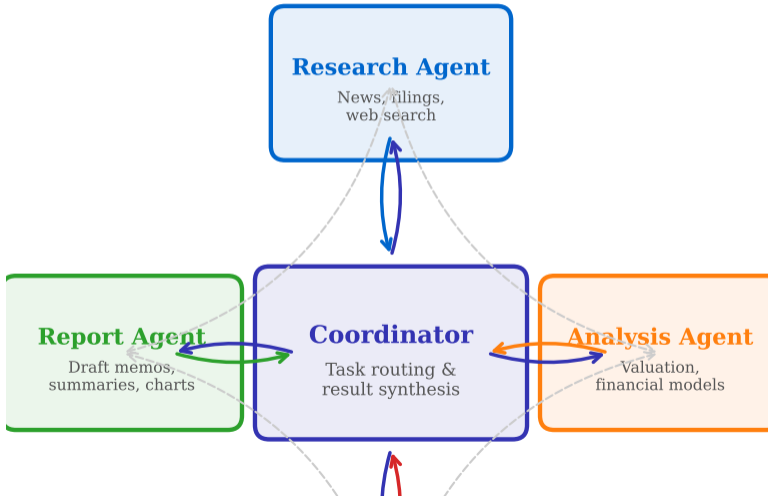 Research Agent
News, filings,
web search
Report Agent
Draft memos,
summaries, charts
Coordinator
Task routing &
result synthesis
Analysis Agent
Valuation,
financial models